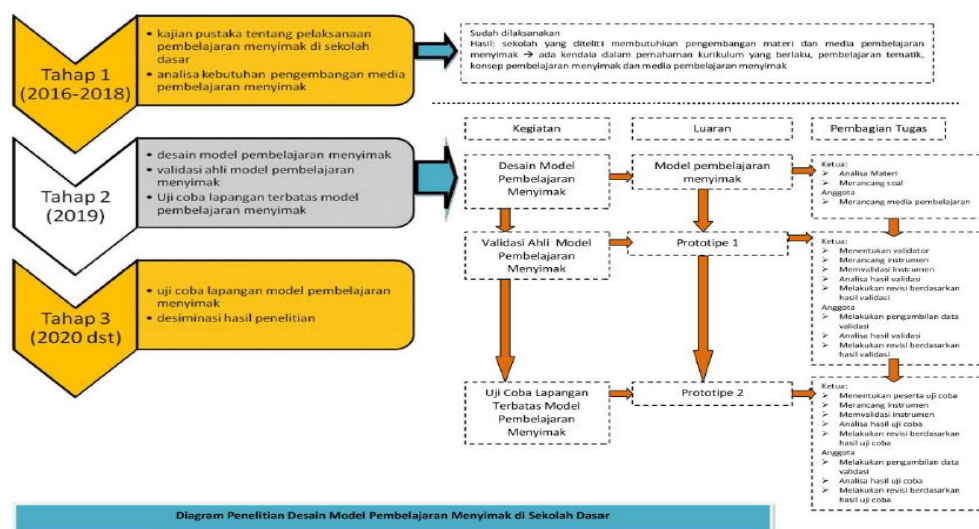 Tahap 1
(2016-2018)
• kajian pustaka tentang pelaksanaan
pembelajaran menyimak di sekolah
dasar
• analisa kebutuhan pengembangan media
pembelajaran menyimak
Sudah dilaksanakan
Hasil: sekolah yang diteliti membutuhkan pengembangan materi dan media pembelajaran
menyimak → ada kendala dalam pemahaman kurikulum yang berlaku, pembelajaran tematik,
konsep pembelajaran menyimak dan media pembelajaran menyimak
Tahap 2
(2019)
• desain model pembelajaran menyimak
• validasi ahli model pembelajaran
menyimak
• Uji coba lapangan terbatas model
pembelajaran menyimak
Tahap 3
(2020 dst)
• uji coba lapangan model pembelajaran
menyimak
• desiminasi hasil penelitian
Kegiatan
Luaran
Pembagian Tugas
Desain Model
Pembelajaran
Menyimak
Model pembelajaran
menyimak
Ketua:
➢ Analisa Materi
➢ Merancang soal
Anggota
➢ Merancang media pembelajaran
Validasi Ahli Model
Pembelajaran
Menyimak
Prototipe 1
Ketua:
➢ Menentukan validator
➢ Merancang instrumen
➢ Memvalidasi instrumen
➢ Analisa hasil validasi
➢ Melakukan revisi berdasarkan
hasil validasi
Anggota
➢ Melakukan pengambilan data
validasi
➢ Analisa hasil validasi
➢ Melakukan revisi berdasarkan
hasil validasi
Uji Coba Lapangan
Terbatas Model
Pembelajaran
Menyimak
Prototipe 2
Ketua:
➢ Menentukan peserta uji coba
➢ Merancang instrumen
➢ Memvalidasi instrumen
➢ Analisa hasil uji coba
➢ Melakukan revisi berdasarkan
hasil uji coba
Anggota
➢ Melakukan pengambilan data
validasi
➢ Analisa hasil uji coba
➢ Melakukan revisi berdasarkan
hasil uji coba
Diagram Penelitian Desain Model Pembelajaran Menyimak di Sekolah Dasar